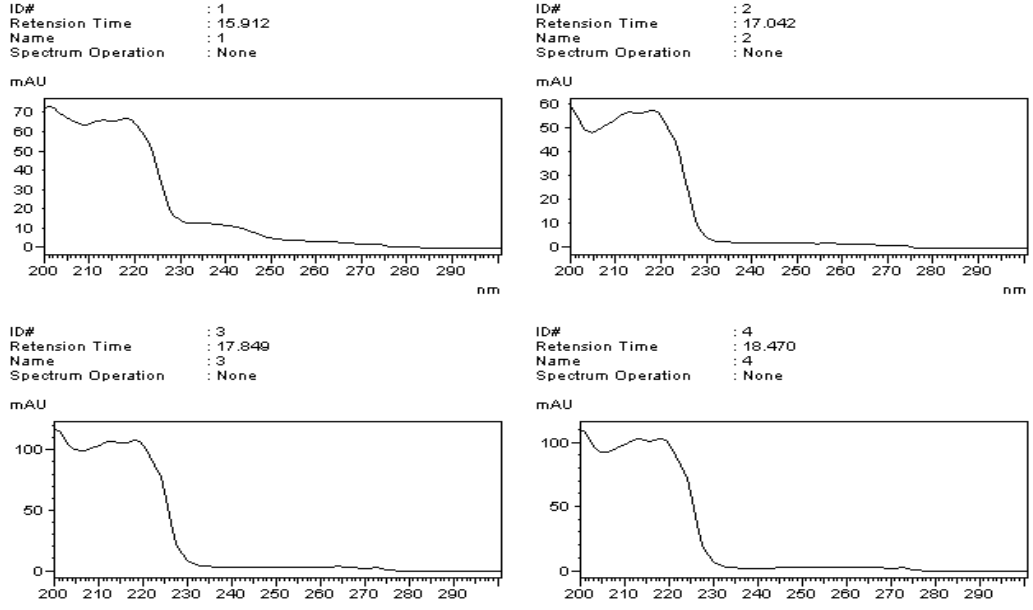 ID# : 1
Retension Time : 15.912
Name : 1
Spectrum Operation : None
mAU
70
60
50
40
30
20
10
0
200 210 220 230 240 250 260 270 280 290
nm
ID# : 2
Retension Time : 17.042
Name : 2
Spectrum Operation : None
mAU
60
50
40
30
20
10
0
200 210 220 230 240 250 260 270 280 290
nm
ID# : 3
Retension Time : 17.849
Name : 3
Spectrum Operation : None
mAU
100
50
0
200 210 220 230 240 250 260 270 280 290
ID# : 4
Retension Time : 18.470
Name : 4
Spectrum Operation : None
mAU
100
50
0
200 210 220 230 240 250 260 270 280 290